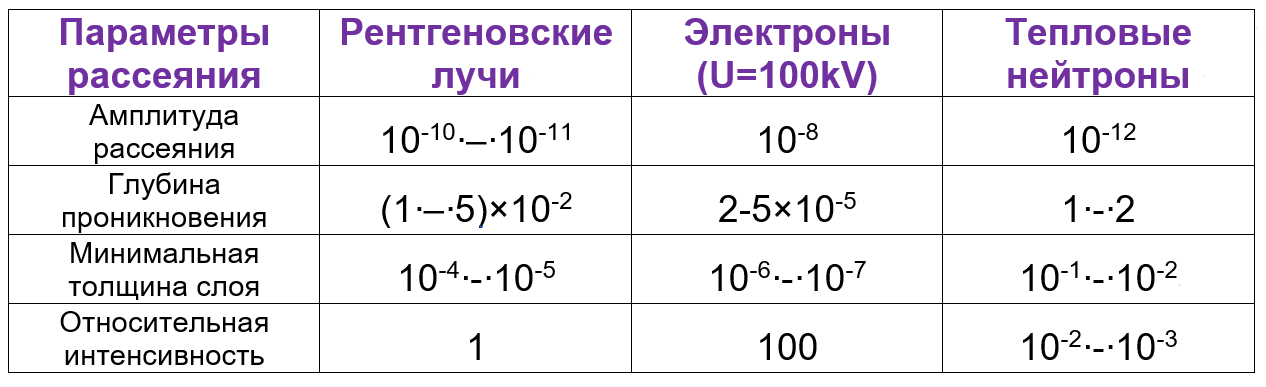 Параметры рассеяния
Рентгеновские лучи
Электроны (U=100kV)
Тепловые нейтроны
Амплитуда рассеяния
10⁻¹⁰·–·10⁻¹¹
10⁻⁸
10⁻¹²
Глубина проникновения
(1·–·5)×10⁻²
2-5×10⁻⁵
1·-·2
Минимальная толщина слоя
10⁻⁴·-·10⁻⁵
10⁻⁶·-·10⁻⁷
10⁻¹·-·10⁻²
Относительная интенсивность
1
100
10⁻²·-·10⁻³